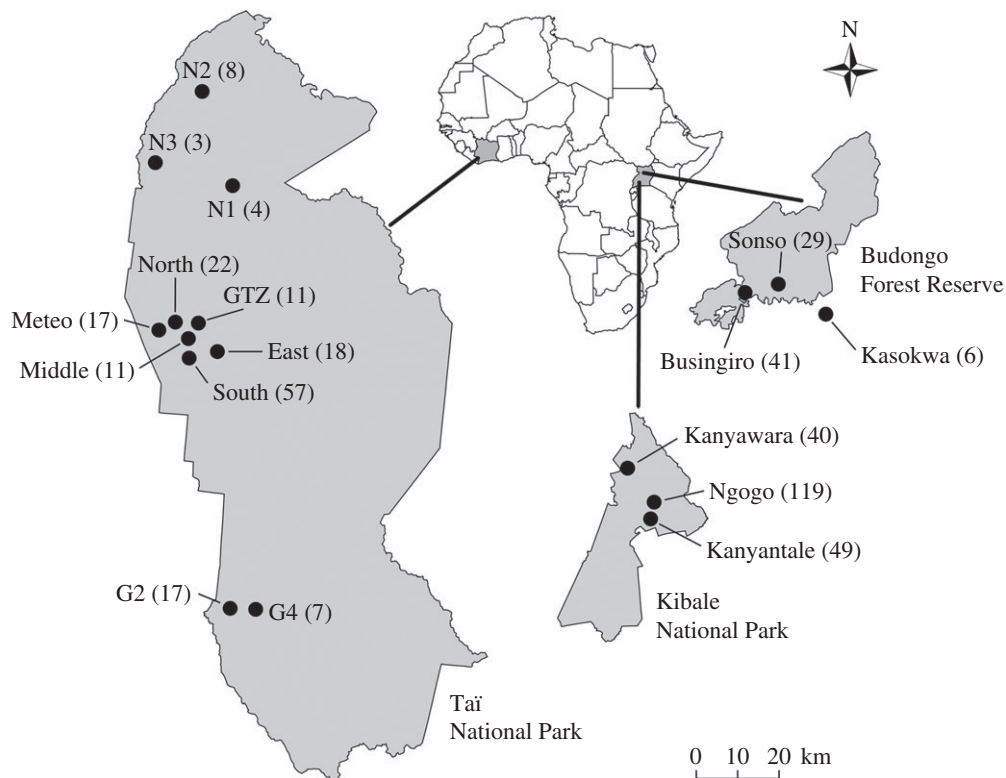 N2 (8)
N3 (3)
N1 (4)
North (22)
GTZ (11)
Meteo (17)
Middle (11)
East (18)
South (57)
G2 (17)
G4 (7)
Taï
National Park
N
Sonso (29)
Budongo
Forest Reserve
Busingiro (41)
Kasokwa (6)
Kanyawara (40)
Ngogo (119)
Kanyantale (49)
Kibale
National Park
0 10 20 km